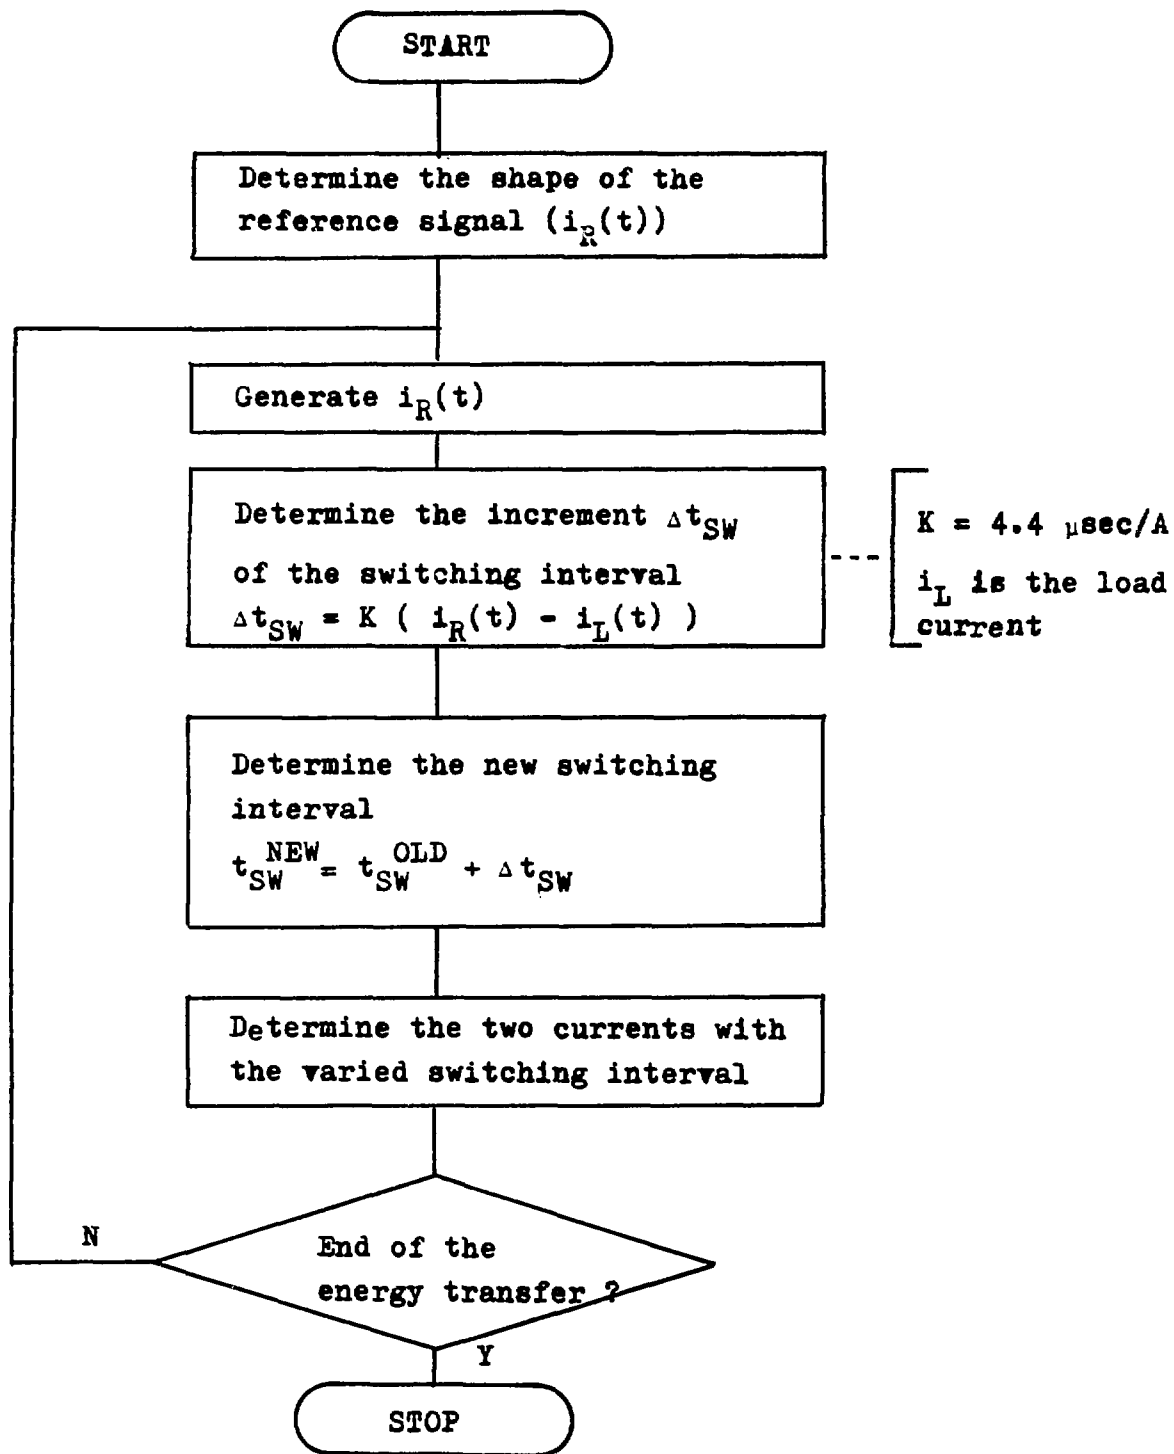 START
Determine the shape of the
reference signal (i_R(t))
Generate i_R(t)
Determine the increment Δt_SW
of the switching interval
Δt_SW = K ( i_R(t) - i_L(t) )
K = 4.4 μsec/A
i_L is the load
current
Determine the new switching
interval
t_SW^NEW = t_SW^OLD + Δt_SW
Determine the two currents with
the varied switching interval
End of the
energy transfer ?
N
Y
STOP